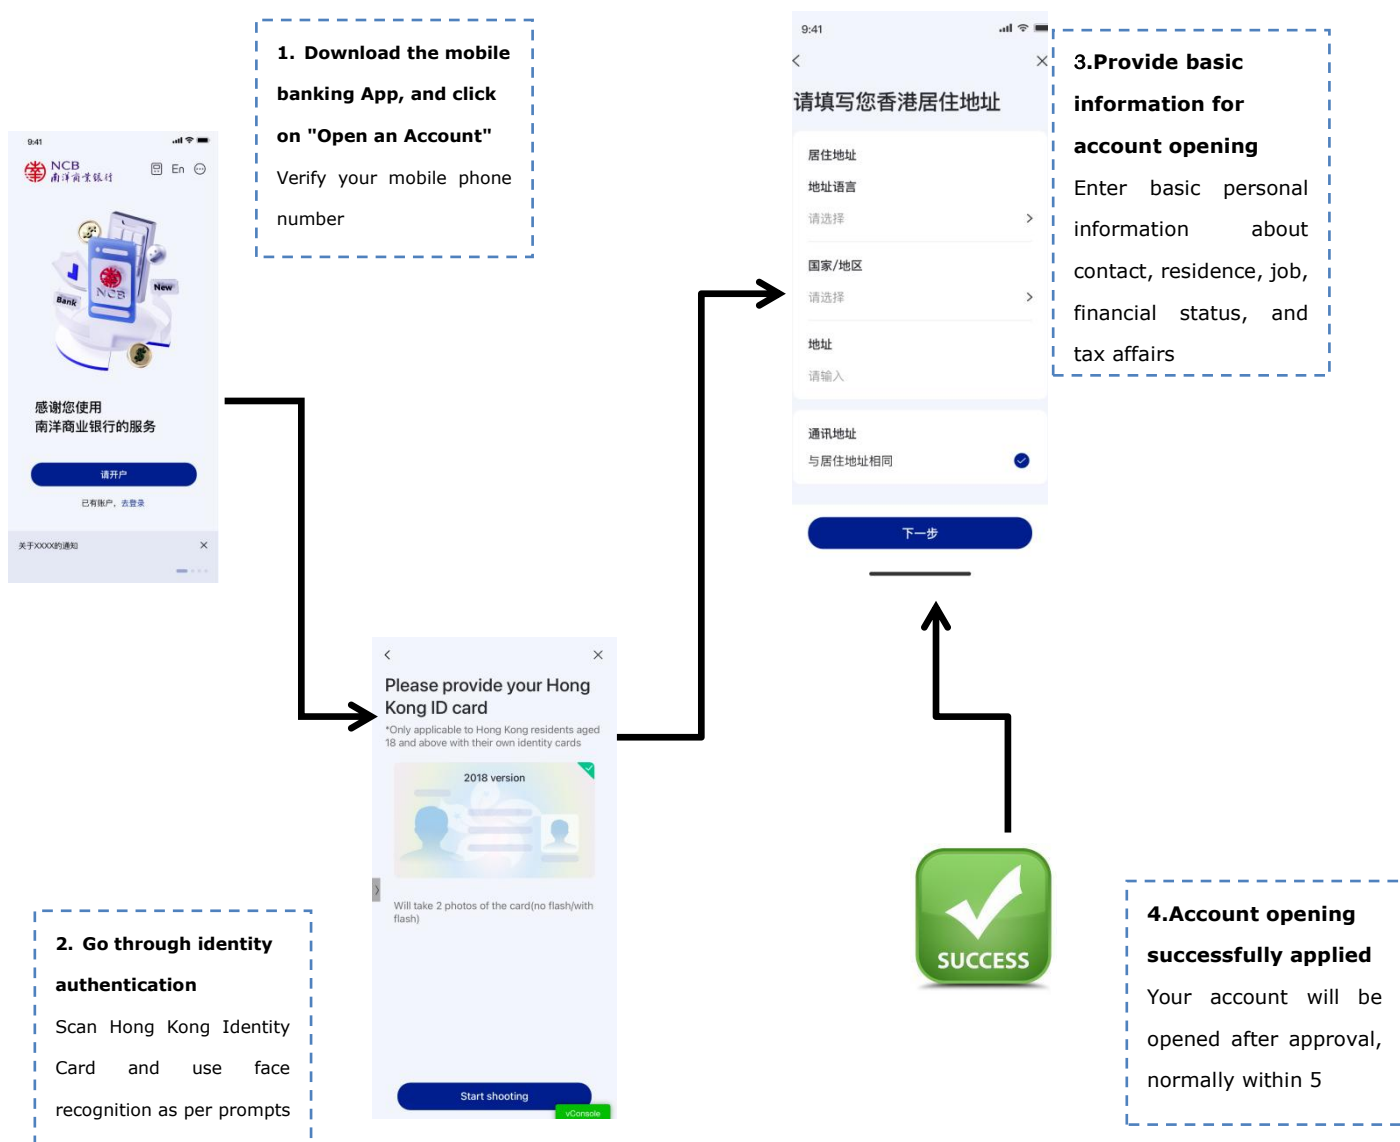 1. Download the mobile
banking App, and click
on "Open an Account"
Verify your mobile phone
number
9:41
NCB
南洋商業銀行
En
Bank
NCB
New
感谢您使用
南洋商业银行的服务
请开户
已有账户，去登录
关于XXXX的通知
2. Go through identity
authentication
Scan Hong Kong Identity
Card and use face
recognition as per prompts
Please provide your Hong
Kong ID card
*Only applicable to Hong Kong residents aged
18 and above with their own identity cards
2018 version
Will take 2 photos of the card(no flash/with
flash)
Start shooting
vConsole
9:41
请填写您香港居住地址
居住地址
地址语言
请选择
国家/地区
请选择
地址
请输入
通讯地址
与居住地址相同
下一步
3.Provide basic
information for
account opening
Enter basic personal
information about
contact, residence, job,
financial status, and
tax affairs
SUCCESS
4.Account opening
successfully applied
Your account will be
opened after approval,
normally within 5